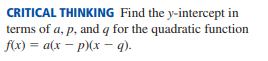 CRITICAL THINKING Find the y-intercept in
terms of a, p, and q for the quadratic function
f(x) = a(x − p)(x − q).